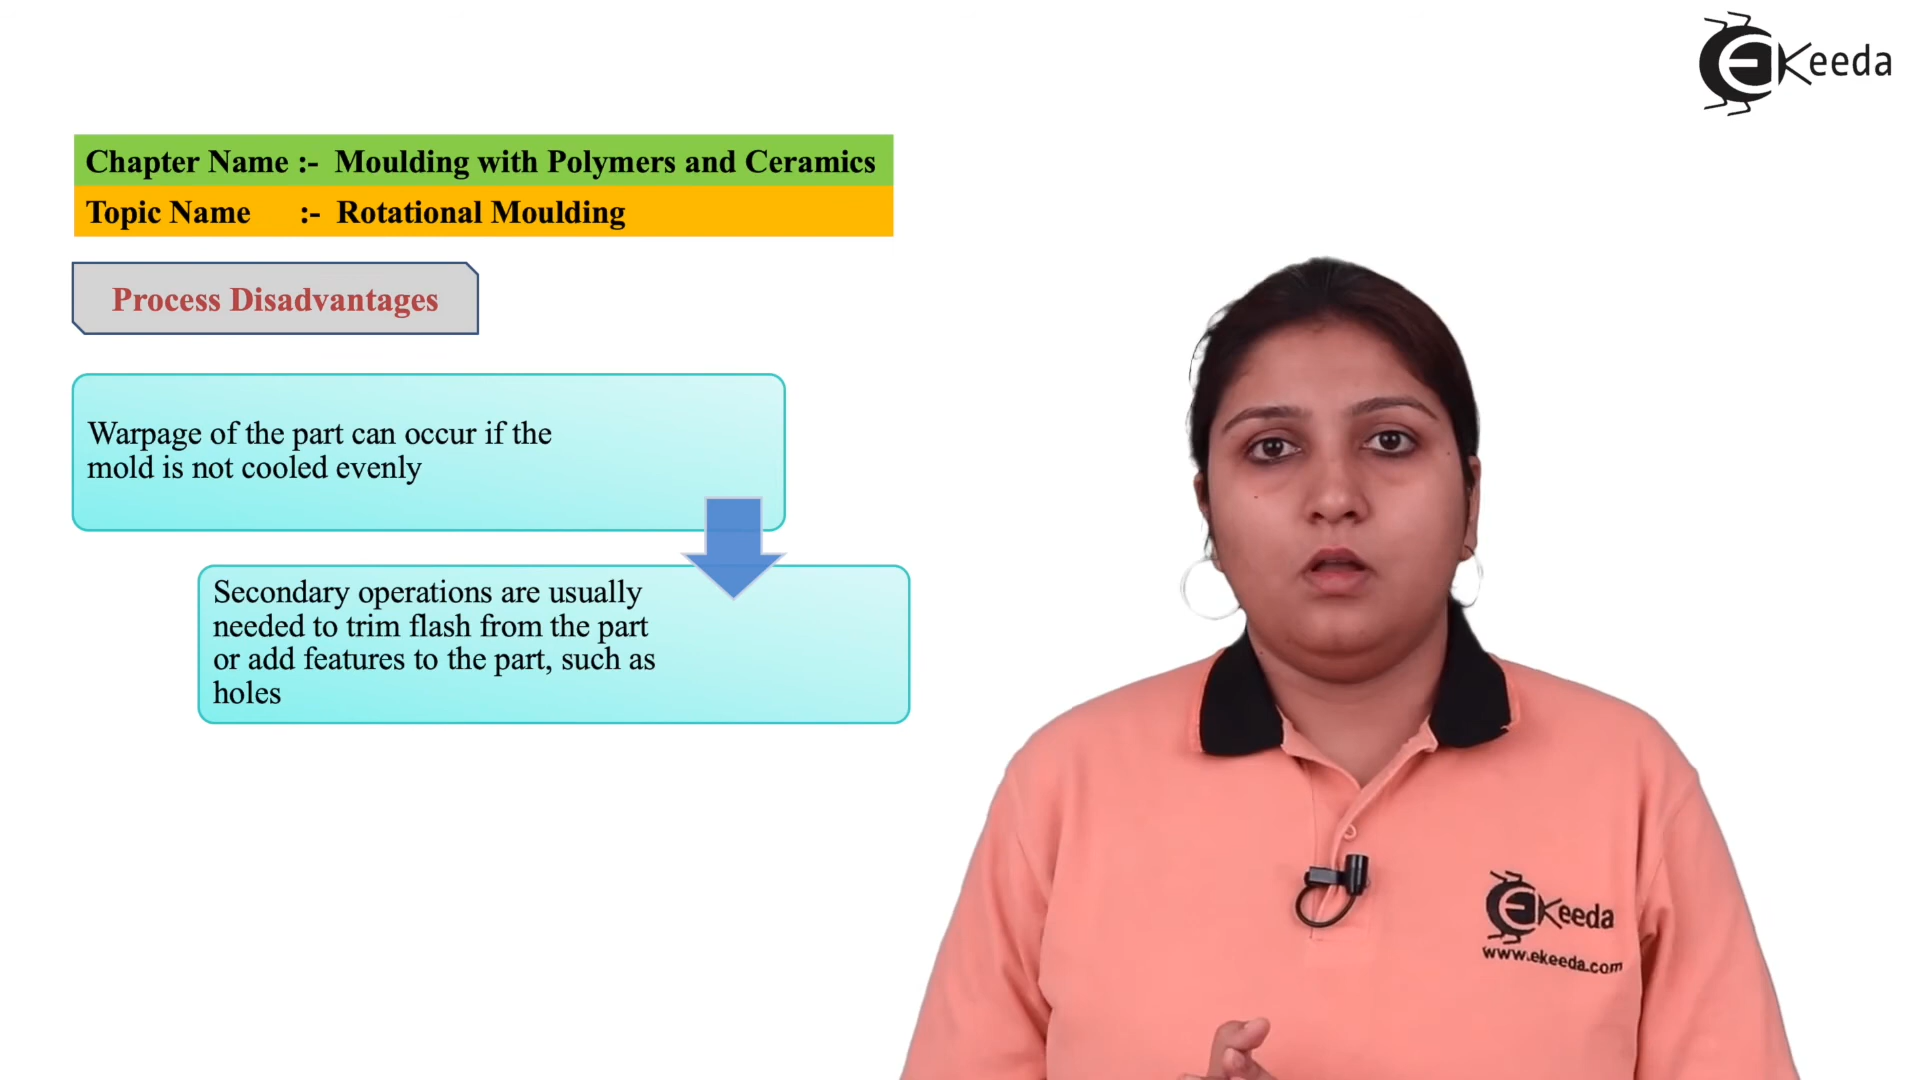 EKeeda
Chapter Name :- Moulding with Polymers and Ceramics
Topic Name :- Rotational Moulding
Process Disadvantages
Warpage of the part can occur if the
mold is not cooled evenly
Secondary operations are usually
needed to trim flash from the part
or add features to the part, such as
holes
EKeeda
www.ekeeda.com